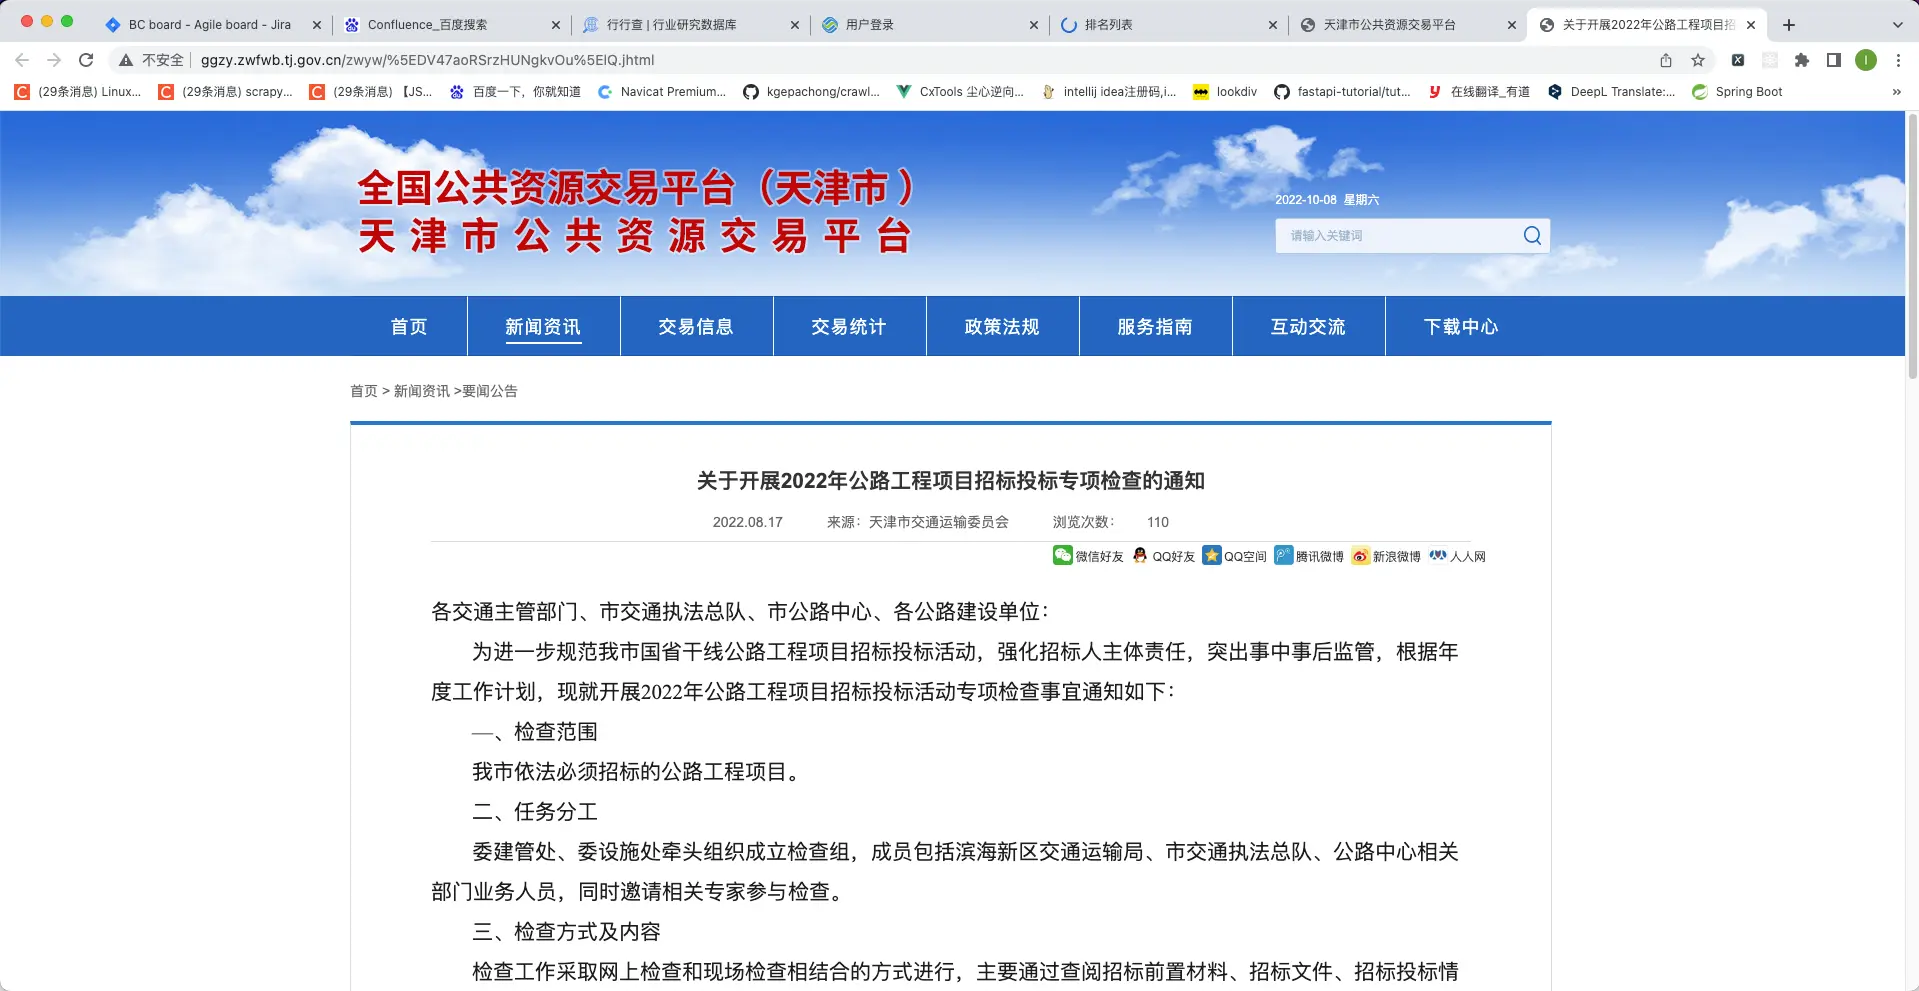 BC board - Agile board - Jira
Confluence_百度搜索
行行查 | 行业研究数据库
用户登录
排名列表
天津市公共资源交易平台
关于开展2022年公路工程项目招
不安全
ggzy.zwfwb.tj.gov.cn/zwyw/%5EDV47aoRSrzHUNgkvOu%5EIQ.jhtml
I
(29条消息) Linux...
(29条消息) scrapy...
(29条消息) 【JS...
百度一下，你就知道
Navicat Premium...
kgepachong/crawl...
CxTools 尘心逆向...
intellij idea注册码,i...
lookdiv
fastapi-tutorial/tut...
在线翻译_有道
DeepL Translate:...
Spring Boot
»
全国公共资源交易平台（天津市）
天津市公共资源交易平台
2022-10-08 星期六
请输入关键词
首页
新闻资讯
交易信息
交易统计
政策法规
服务指南
互动交流
下载中心
首页 > 新闻资讯 >要闻公告
关于开展2022年公路工程项目招标投标专项检查的通知
2022.08.17 来源：天津市交通运输委员会 浏览次数： 110
微信好友 QQ好友 QQ空间 腾讯微博 新浪微博 人人网
各交通主管部门、市交通执法总队、市公路中心、各公路建设单位：
为进一步规范我市国省干线公路工程项目招标投标活动，强化招标人主体责任，突出事中事后监管，根据年
度工作计划，现就开展2022年公路工程项目招标投标活动专项检查事宜通知如下：
一、检查范围
我市依法必须招标的公路工程项目。
二、任务分工
委建管处、委设施处牵头组织成立检查组，成员包括滨海新区交通运输局、市交通执法总队、公路中心相关
部门业务人员，同时邀请相关专家参与检查。
三、检查方式及内容
检查工作采取网上检查和现场检查相结合的方式进行，主要通过查阅招标前置材料、招标文件、招标投标情